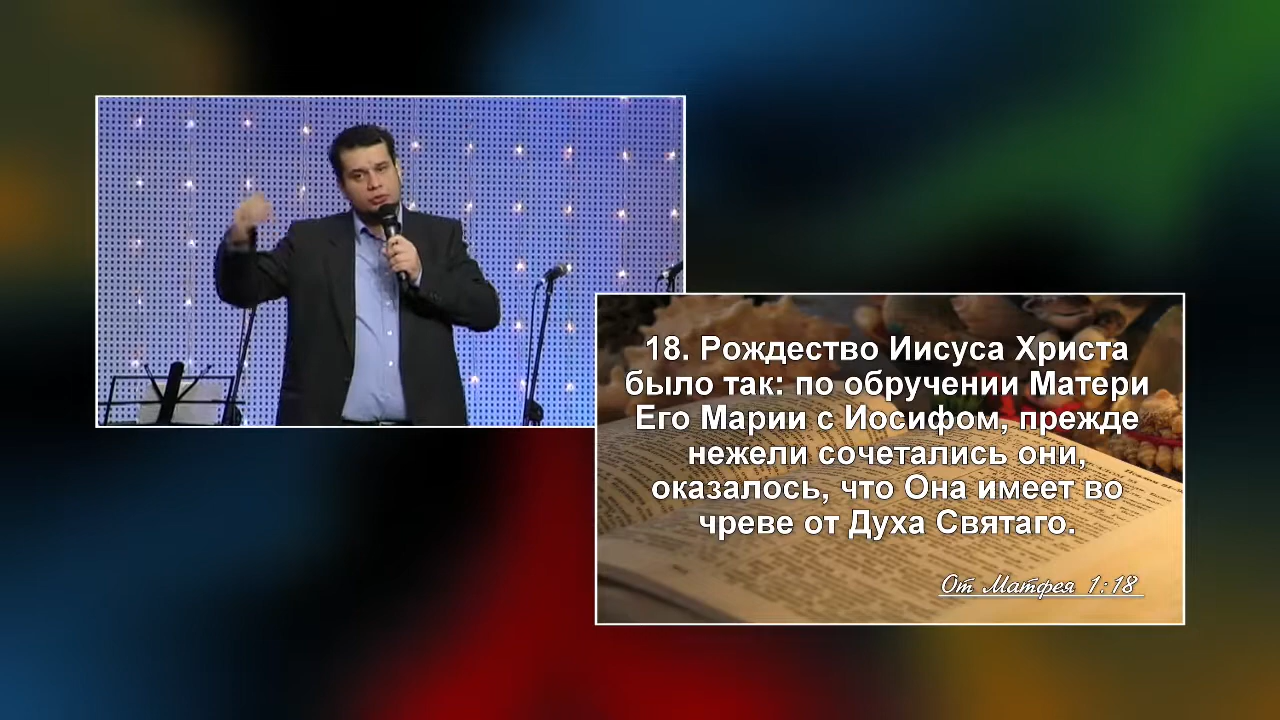 18. Рождество Иисуса Христа
было так: по обручении Матери
Его Марии с Иосифом, прежде
нежели сочетались они,
оказалось, что Она имеет во
чреве от Духа Святаго.
От Матфея 1:18